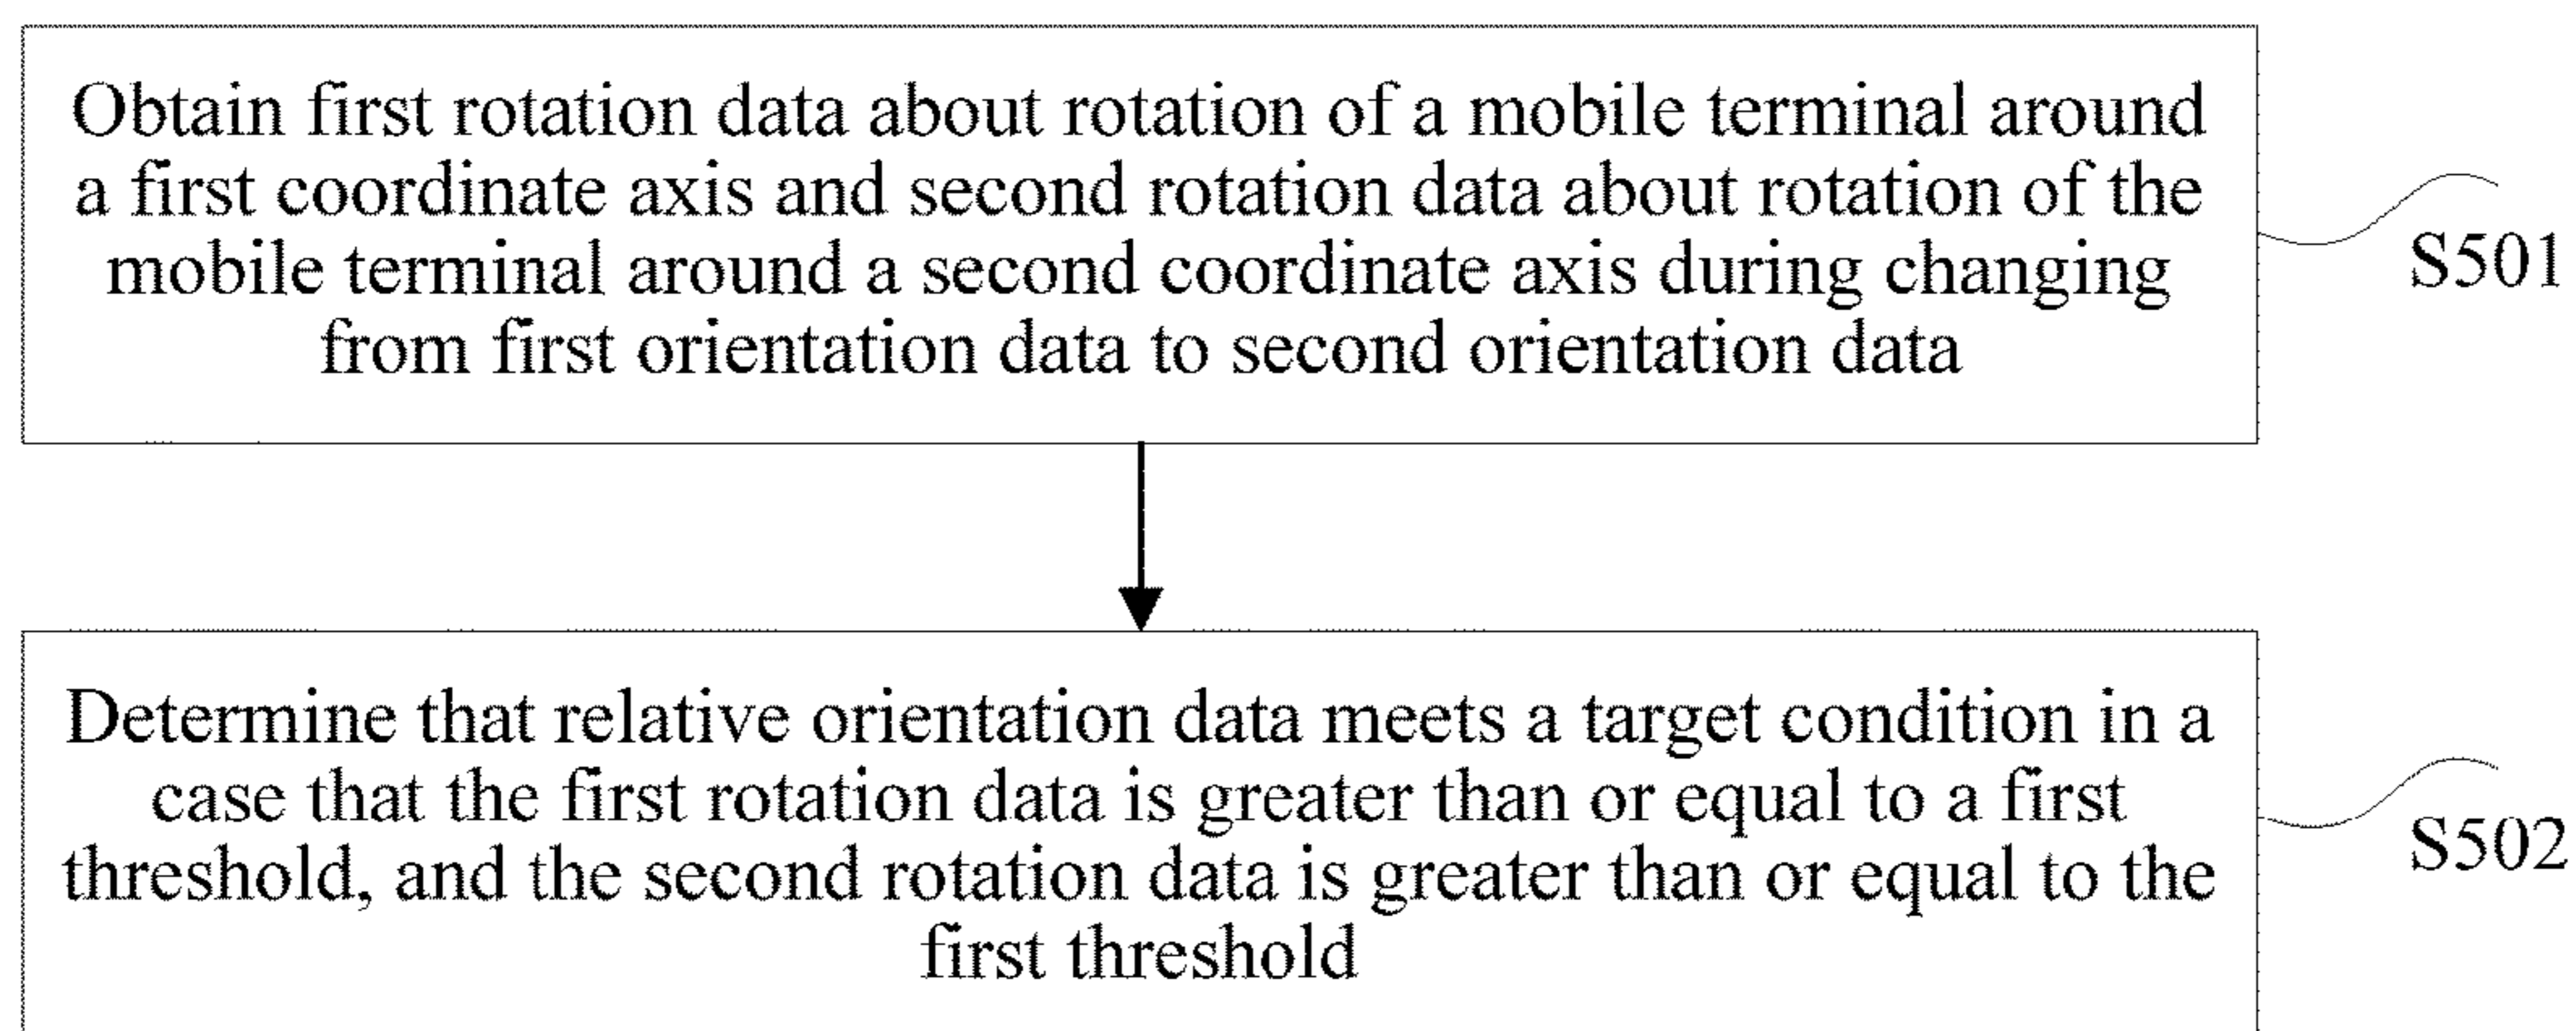 Obtain first rotation data about rotation of a mobile terminal around
a first coordinate axis and second rotation data about rotation of the
mobile terminal around a second coordinate axis during changing
from first orientation data to second orientation data
S501
Determine that relative orientation data meets a target condition in a
case that the first rotation data is greater than or equal to a first
threshold, and the second rotation data is greater than or equal to the
first threshold
S502